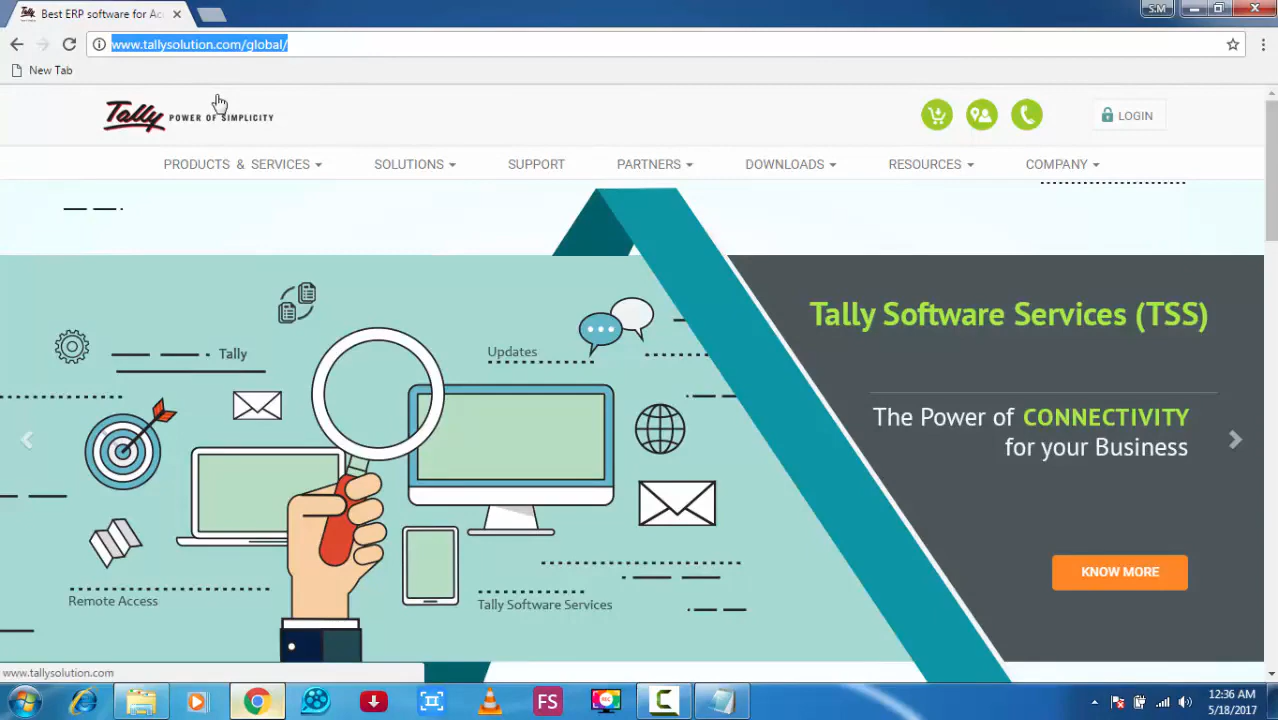 Best ERP software for Ac
S.M
www.tallysolution.com/global/
New Tab
Tally POWER OF SIMPLICITY
LOGIN
PRODUCTS & SERVICES
SOLUTIONS
SUPPORT
PARTNERS
DOWNLOADS
RESOURCES
COMPANY
Tally Software Services (TSS)
Tally
Updates
The Power of CONNECTIVITY
for your Business
KNOW MORE
Remote Access
Tally Software Services
www.tallysolution.com
FS
REC
12:36 AM
5/18/2017